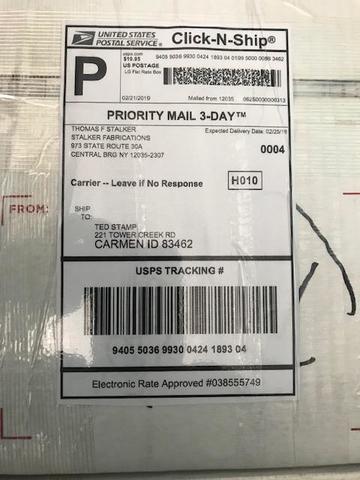 UNITED STATES
POSTAL SERVICE®
Click-N-Ship®
P
usps.com
$19.95
US POSTAGE
LG Flat Rate Box
9405 5036 9930 0424 1893 04 0199 5000 0008 3462
02/21/2019
Mailed from 12035
PRIORITY MAIL 3-DAY™
THOMAS F STALKER
STALKER FABRICATIONS
973 STATE ROUTE 30A
CENTRAL BRG NY 12035-2307
Expected Delivery Date: 02/25/19
0004
Carrier -- Leave if No Response
H010
FROM:
SHIP
TO:
TED STAMP
221 TOWER CREEK RD
CARMEN ID 83462
USPS TRACKING #
9405 5036 9930 0424 1893 04
Electronic Rate Approved #038555749